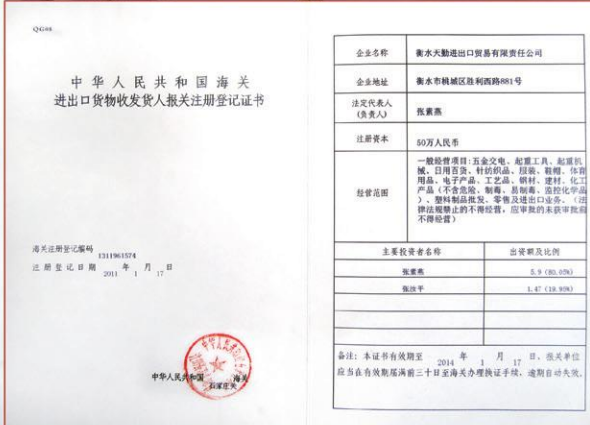 QG08
中华人民共和国海关
进出口货物收发货人报关注册登记证书
海关注册登记编码 1311961574
注册登记日期 2011 年 1 月 17 日
中华人民共和国 海关
石家庄关
企业名称 衡水天勤进出口贸易有限责任公司
企业地址 衡水市桃城区胜利西路881号
法定代表人
(负责人) 张素燕
注册资本 50万人民币
经营范围
一般经营项目:五金交电、起重工具、起重机
械、日用百货、针纺织品、服装、鞋帽、体育
用品、电子产品、工艺品、钢材、建材、化工
产品（不含危险、制毒、易制毒、监控化学品
）、塑料制品批发、零售及进出口业务。（法
律法规禁止的不得经营，应审批的未获审批前
不得经营）
主要投资者名称 出资额及比例
张素燕 5.9 (80.05%)
张汝平 1.47 (19.95%)
备注: 本证书有效期至 2014 年 1 月 17 日，报关单位
应当在有效期届满前三十日至海关办理换证手续，逾期自动失效。